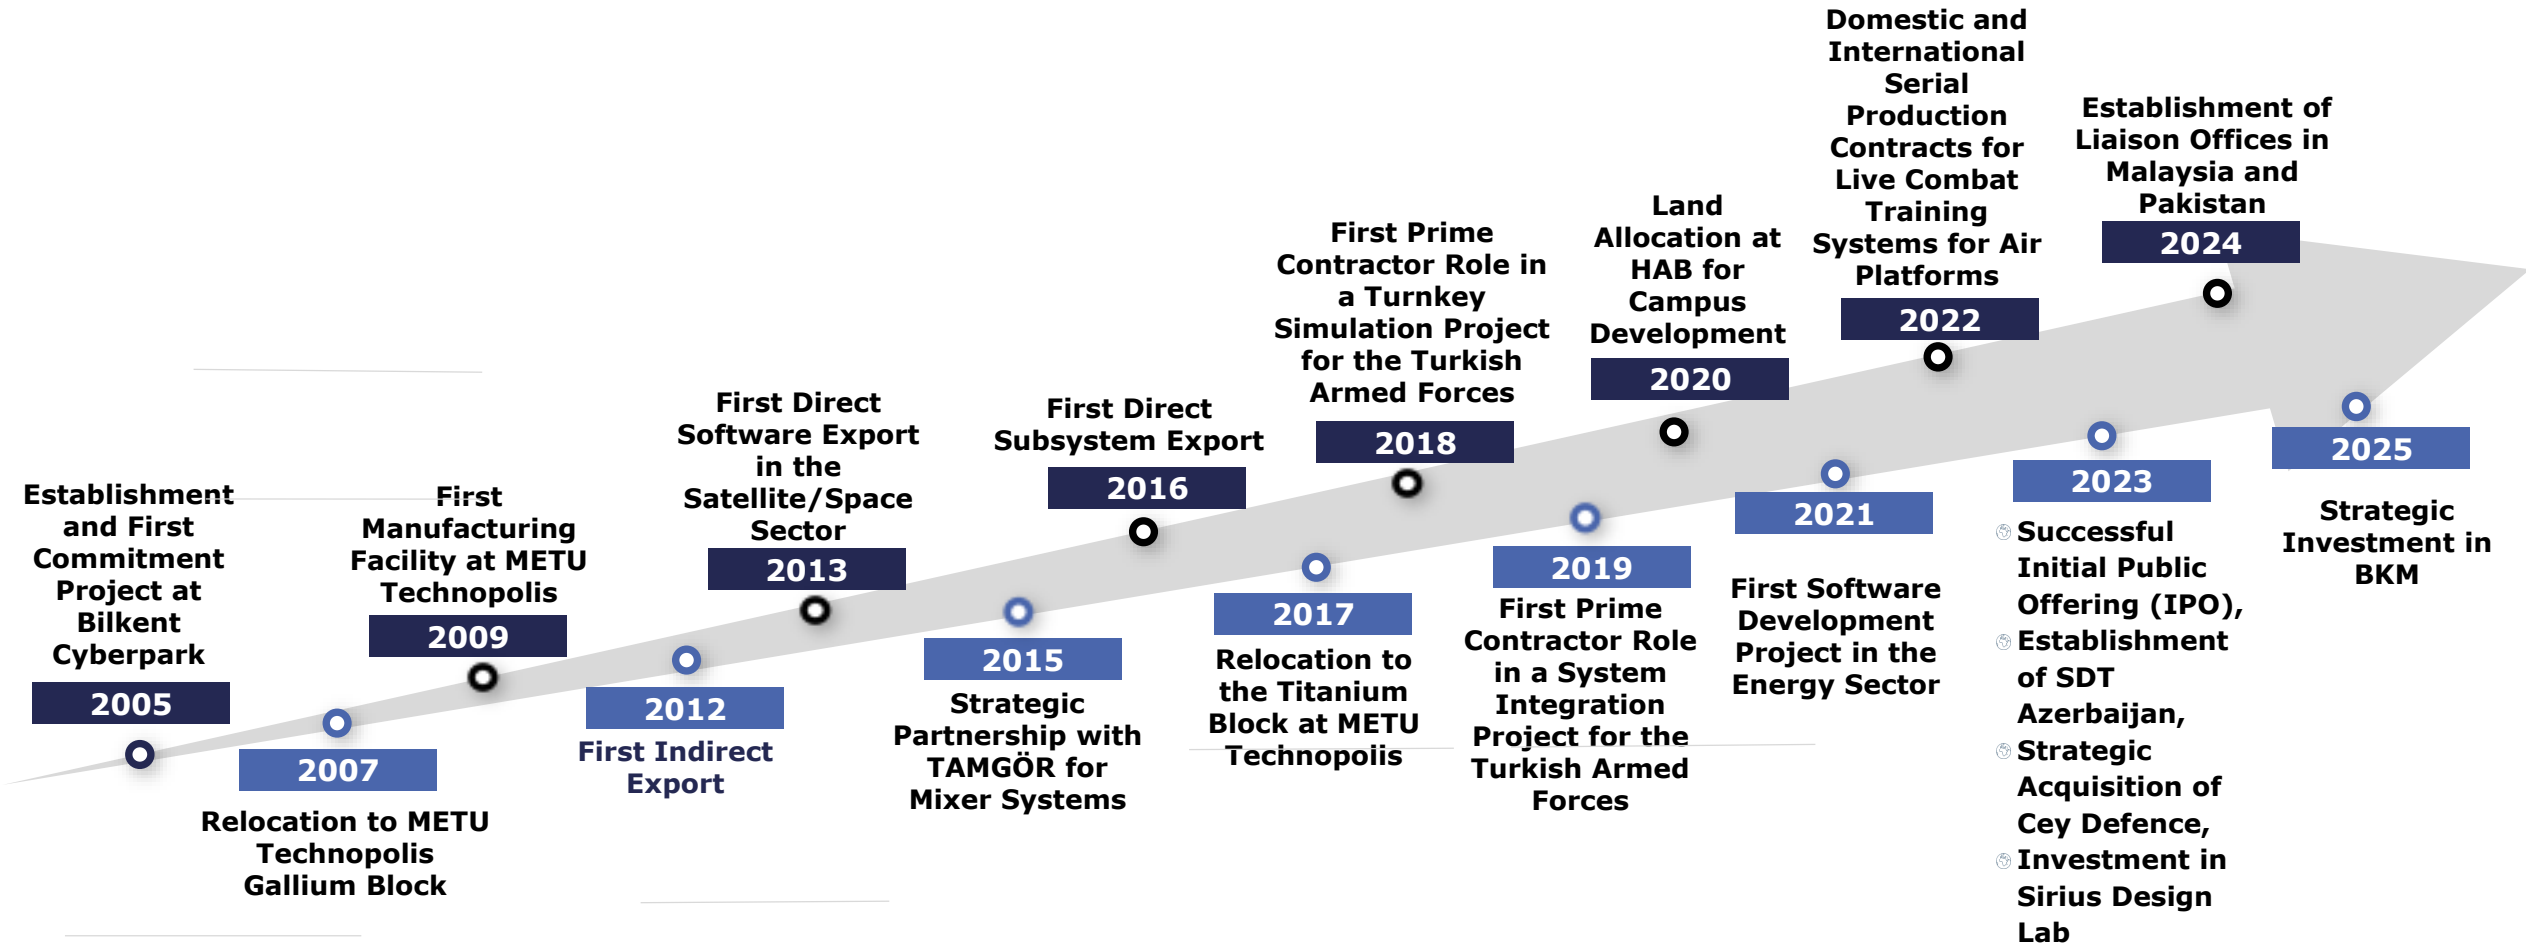 Establishment
and First
Commitment
Project at
Bilkent
Cyberpark
2005
2007
Relocation to METU
Technopolis
Gallium Block
First
Manufacturing
Facility at METU
Technopolis
2009
2012
First Indirect
Export
First Direct
Software Export
in the
Satellite/Space
Sector
2013
2015
Strategic
Partnership with
TAMGÖR for
Mixer Systems
First Direct
Subsystem Export
2016
2017
Relocation to
the Titanium
Block at METU
Technopolis
First Prime
Contractor Role in
a Turnkey
Simulation Project
for the Turkish
Armed Forces
2018
2019
First Prime
Contractor Role
in a System
Integration
Project for the
Turkish Armed
Forces
Land
Allocation at
HAB for
Campus
Development
2020
2021
First Software
Development
Project in the
Energy Sector
Domestic and
International
Serial
Production
Contracts for
Live Combat
Training
Systems for Air
Platforms
2022
2023
Successful
Initial Public
Offering (IPO),
Establishment
of SDT
Azerbaijan,
Strategic
Acquisition of
Cey Defence,
Investment in
Sirius Design
Lab
Establishment of
Liaison Offices in
Malaysia and
Pakistan
2024
2025
Strategic
Investment in
BKM